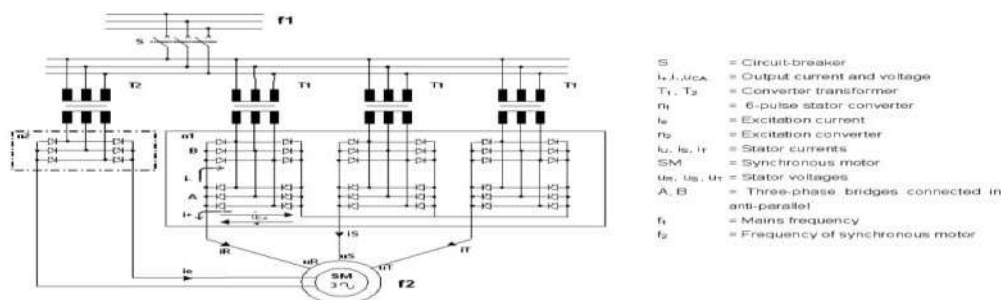 f1
S
T2
T1
T1
T1
n2
n1
B
i-
A
i+
iS
iR
iT
uR
uS
uT
ie
SM
3
f2
S = Circuit-breaker
i+,i-,uCA = Output current and voltage
T1, T2 = Converter transformer
n1 = 6-pulse stator converter
ie = Excitation current
n2 = Excitation converter
iU, iS, iT = Stator currents
SM = Synchronous motor
uR, uS, uT = Stator voltages
A, B = Three-phase bridges connected in
anti-parallel
f1 = Mains frequency
f2 = Frequency of synchronous motor